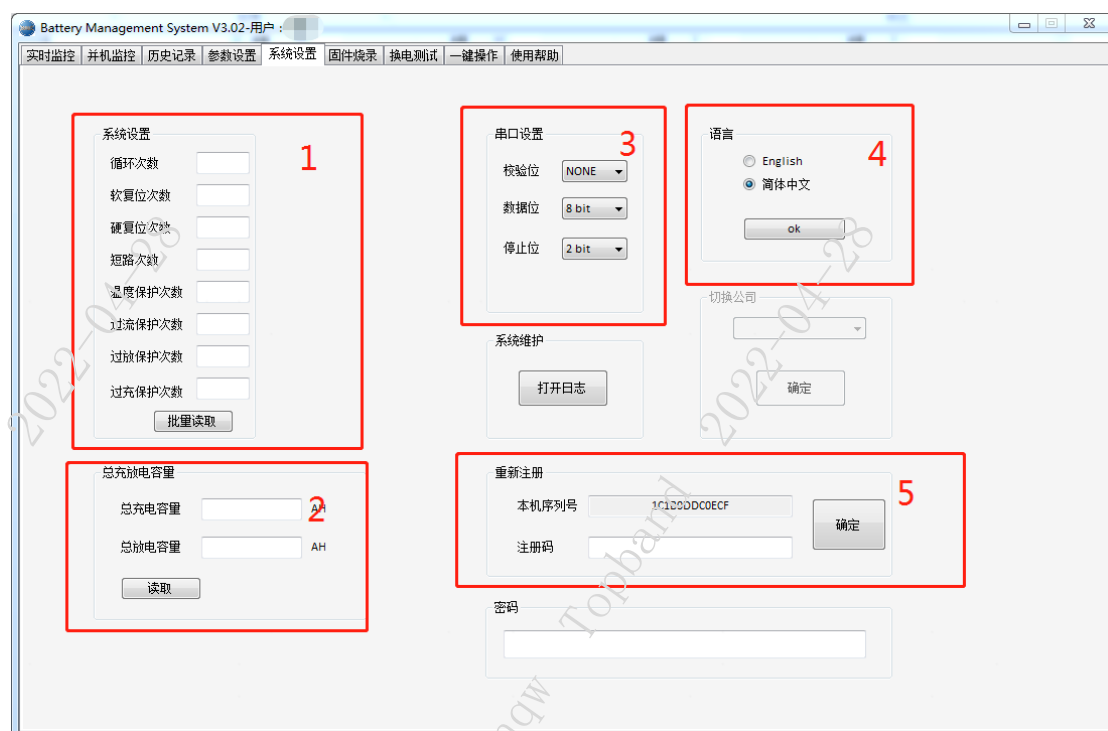 Battery Management System V3.02-用户：
实时监控 并机监控 历史记录 参数设置 系统设置 固件烧录 换电测试 一键操作 使用帮助
系统设置
1
循环次数
软复位次数
硬复位次数
短路次数
温度保护次数
过流保护次数
过放保护次数
过充保护次数
批量读取
总充放电容量
2
总充电容量 AH
总放电容量 AH
读取
串口设置
3
校验位 NONE
数据位 8 bit
停止位 2 bit
系统维护
打开日志
语言
4
English
简体中文
ok
切换公司
确定
重新注册
5
本机序列号
注册码
确定
密码
2022-04-28
2022-04-28
Topband